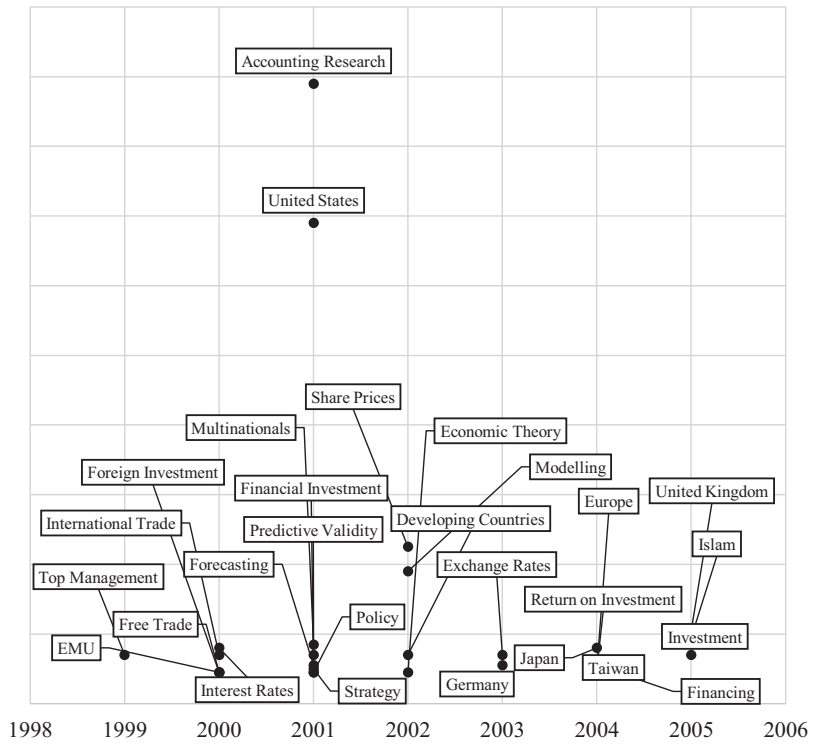 Accounting Research
United States
Share Prices
Multinationals
Economic Theory
Foreign Investment
Modelling
Financial Investment
United Kingdom
Europe
International Trade
Predictive Validity
Developing Countries
Islam
Forecasting
Exchange Rates
Top Management
Return on Investment
Free Trade
Policy
Investment
EMU
Japan
Taiwan
Interest Rates
Strategy
Germany
Financing
1998 1999 2000 2001 2002 2003 2004 2005 2006